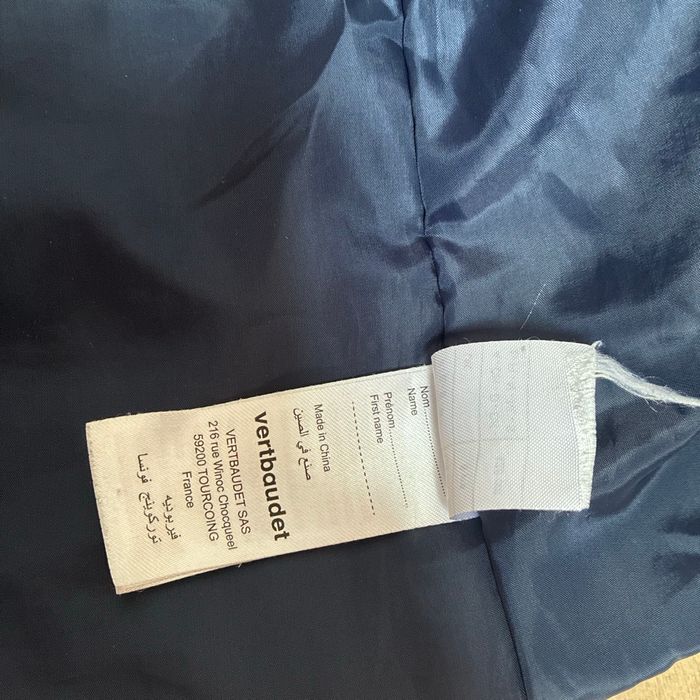 Nom
Name
Prénom
First name
Made in China
صنع في الصين
vertbaudet
VERTBAUDET SAS
216 rue Winoc Chocqueel
59200 TOURCOING
France
فيربوديه
توركوينج فرنسا